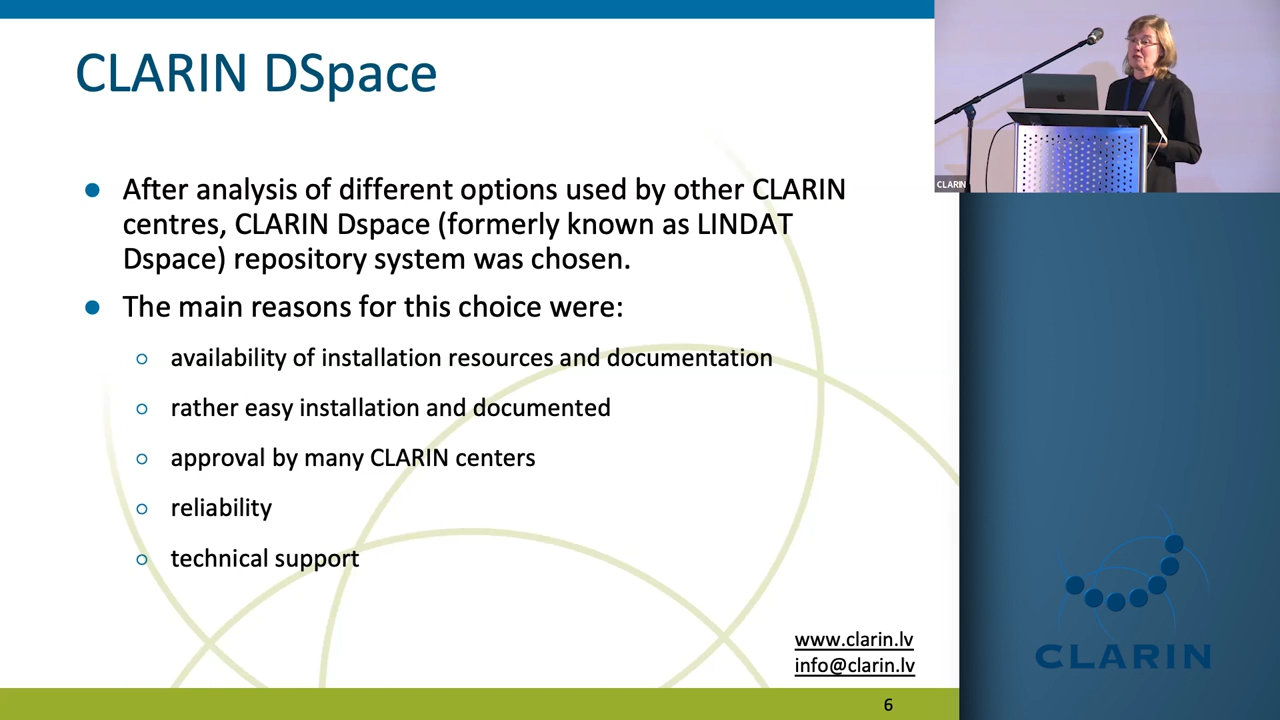 CLARIN DSpace
● After analysis of different options used by other CLARIN
centres, CLARIN Dspace (formerly known as LINDAT
Dspace) repository system was chosen.
● The main reasons for this choice were:
○ availability of installation resources and documentation
○ rather easy installation and documented
○ approval by many CLARIN centers
○ reliability
○ technical support
www.clarin.lv
info@clarin.lv
6
CLARIN
CLARIN